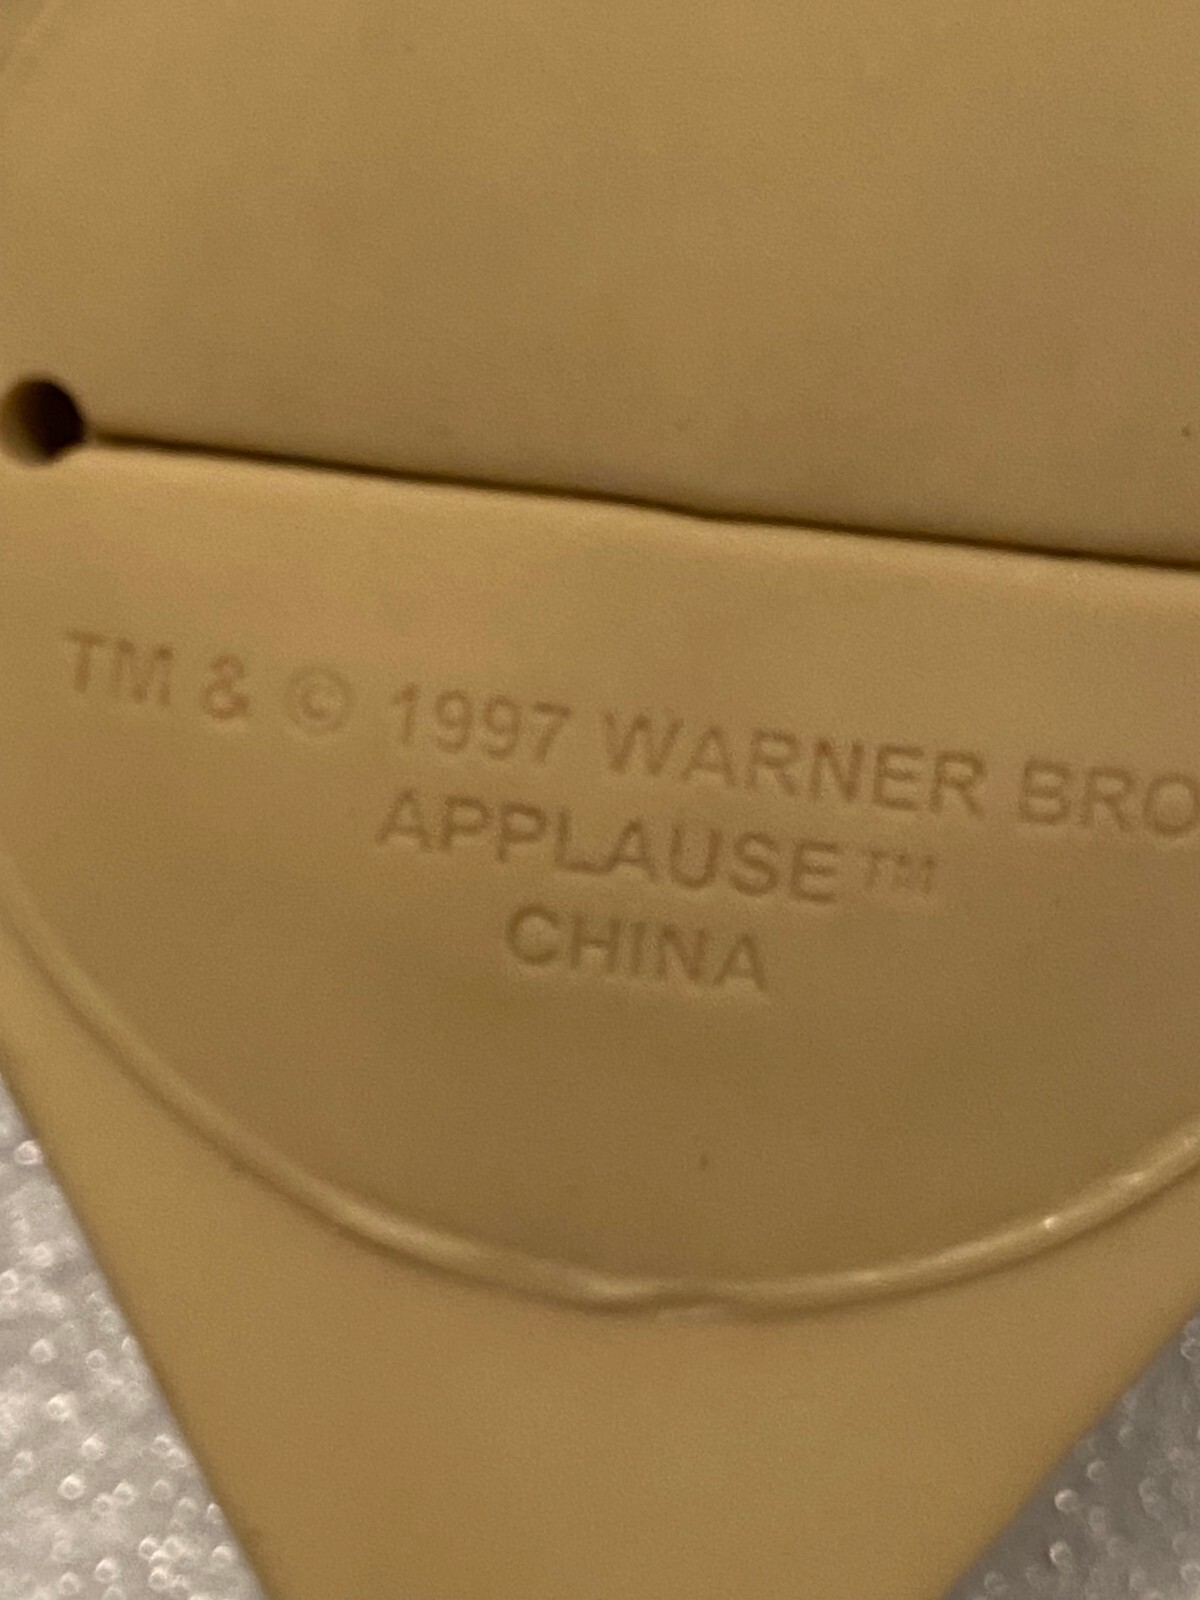 TM & © 1997 WARNER BRO
APPLAUSE™
CHINA